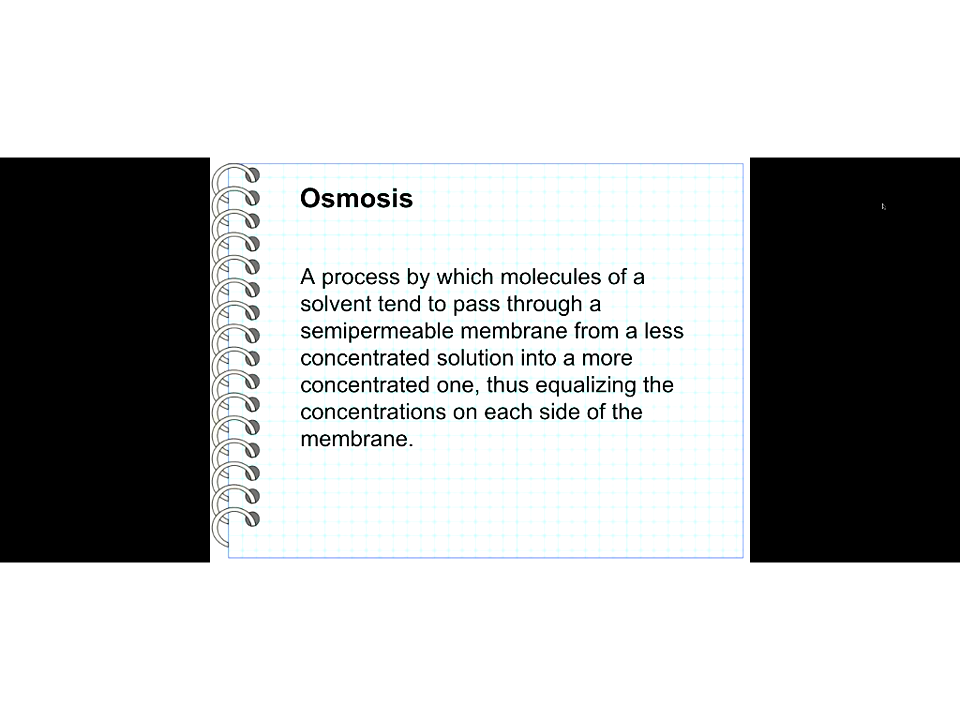 Osmosis
A process by which molecules of a
solvent tend to pass through a
semipermeable membrane from a less
concentrated solution into a more
concentrated one, thus equalizing the
concentrations on each side of the
membrane.